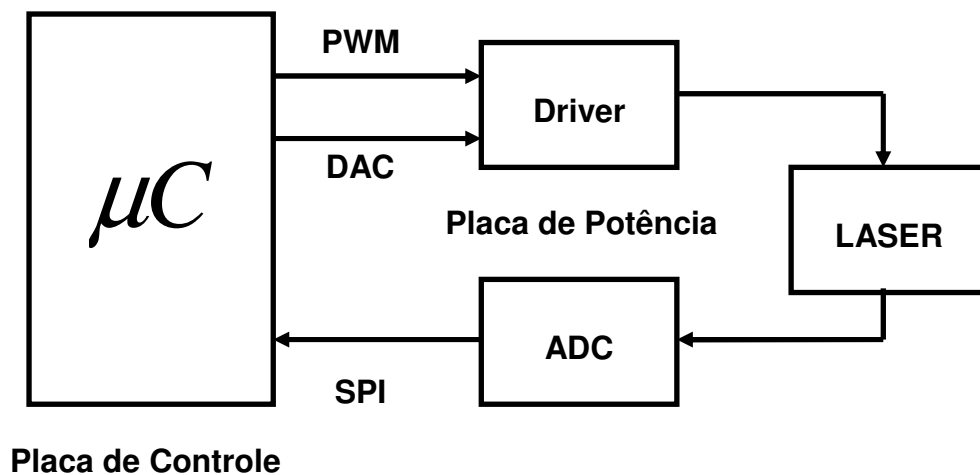 PWM
Driver
DAC
μC
Placa de Potência
LASER
ADC
SPI
Placa de Controle